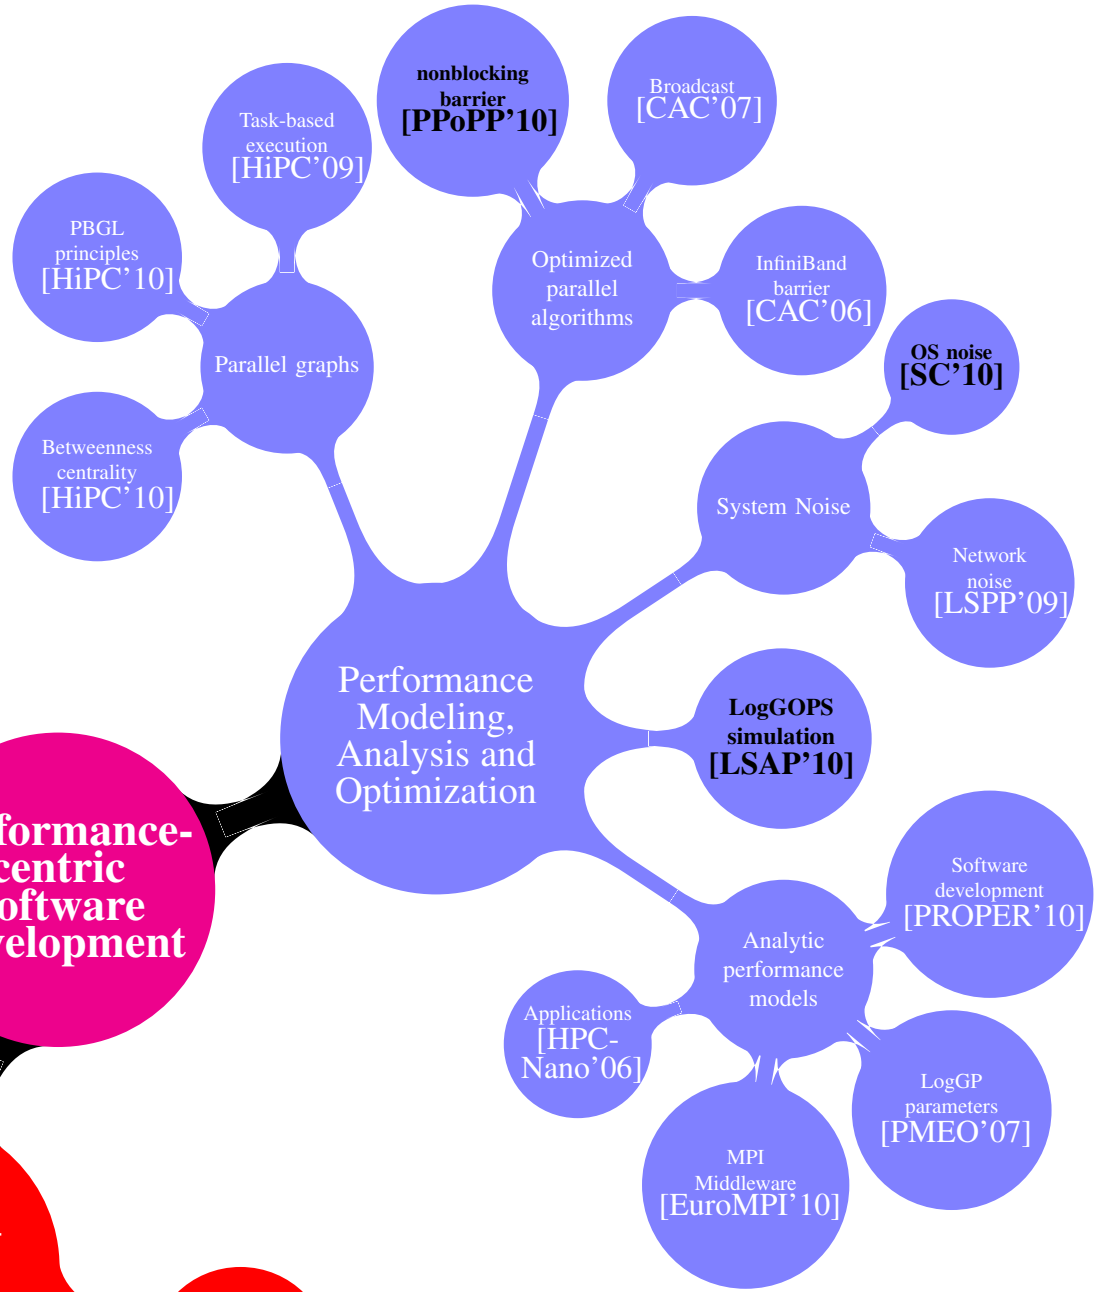 nonblocking
barrier
[PPoPP'10]
Broadcast
[CAC'07]
Task-based
execution
[HiPC'09]
PBGL
principles
[HiPC'10]
Optimized
parallel
algorithms
InfiniBand
barrier
[CAC'06]
OS noise
[SC'10]
Parallel graphs
Betweenness
centrality
[HiPC'10]
System Noise
Network
noise
[LSPP'09]
Performance
Modeling,
Analysis and
Optimization
LogGOPS
simulation
[LSAP'10]
formance-
centric
oftware
elopment
Software
development
[PROPER'10]
Analytic
performance
models
Applications
[HPC-
Nano'06]
LogGP
parameters
[PMEO'07]
MPI
Middleware
[EuroMPI'10]